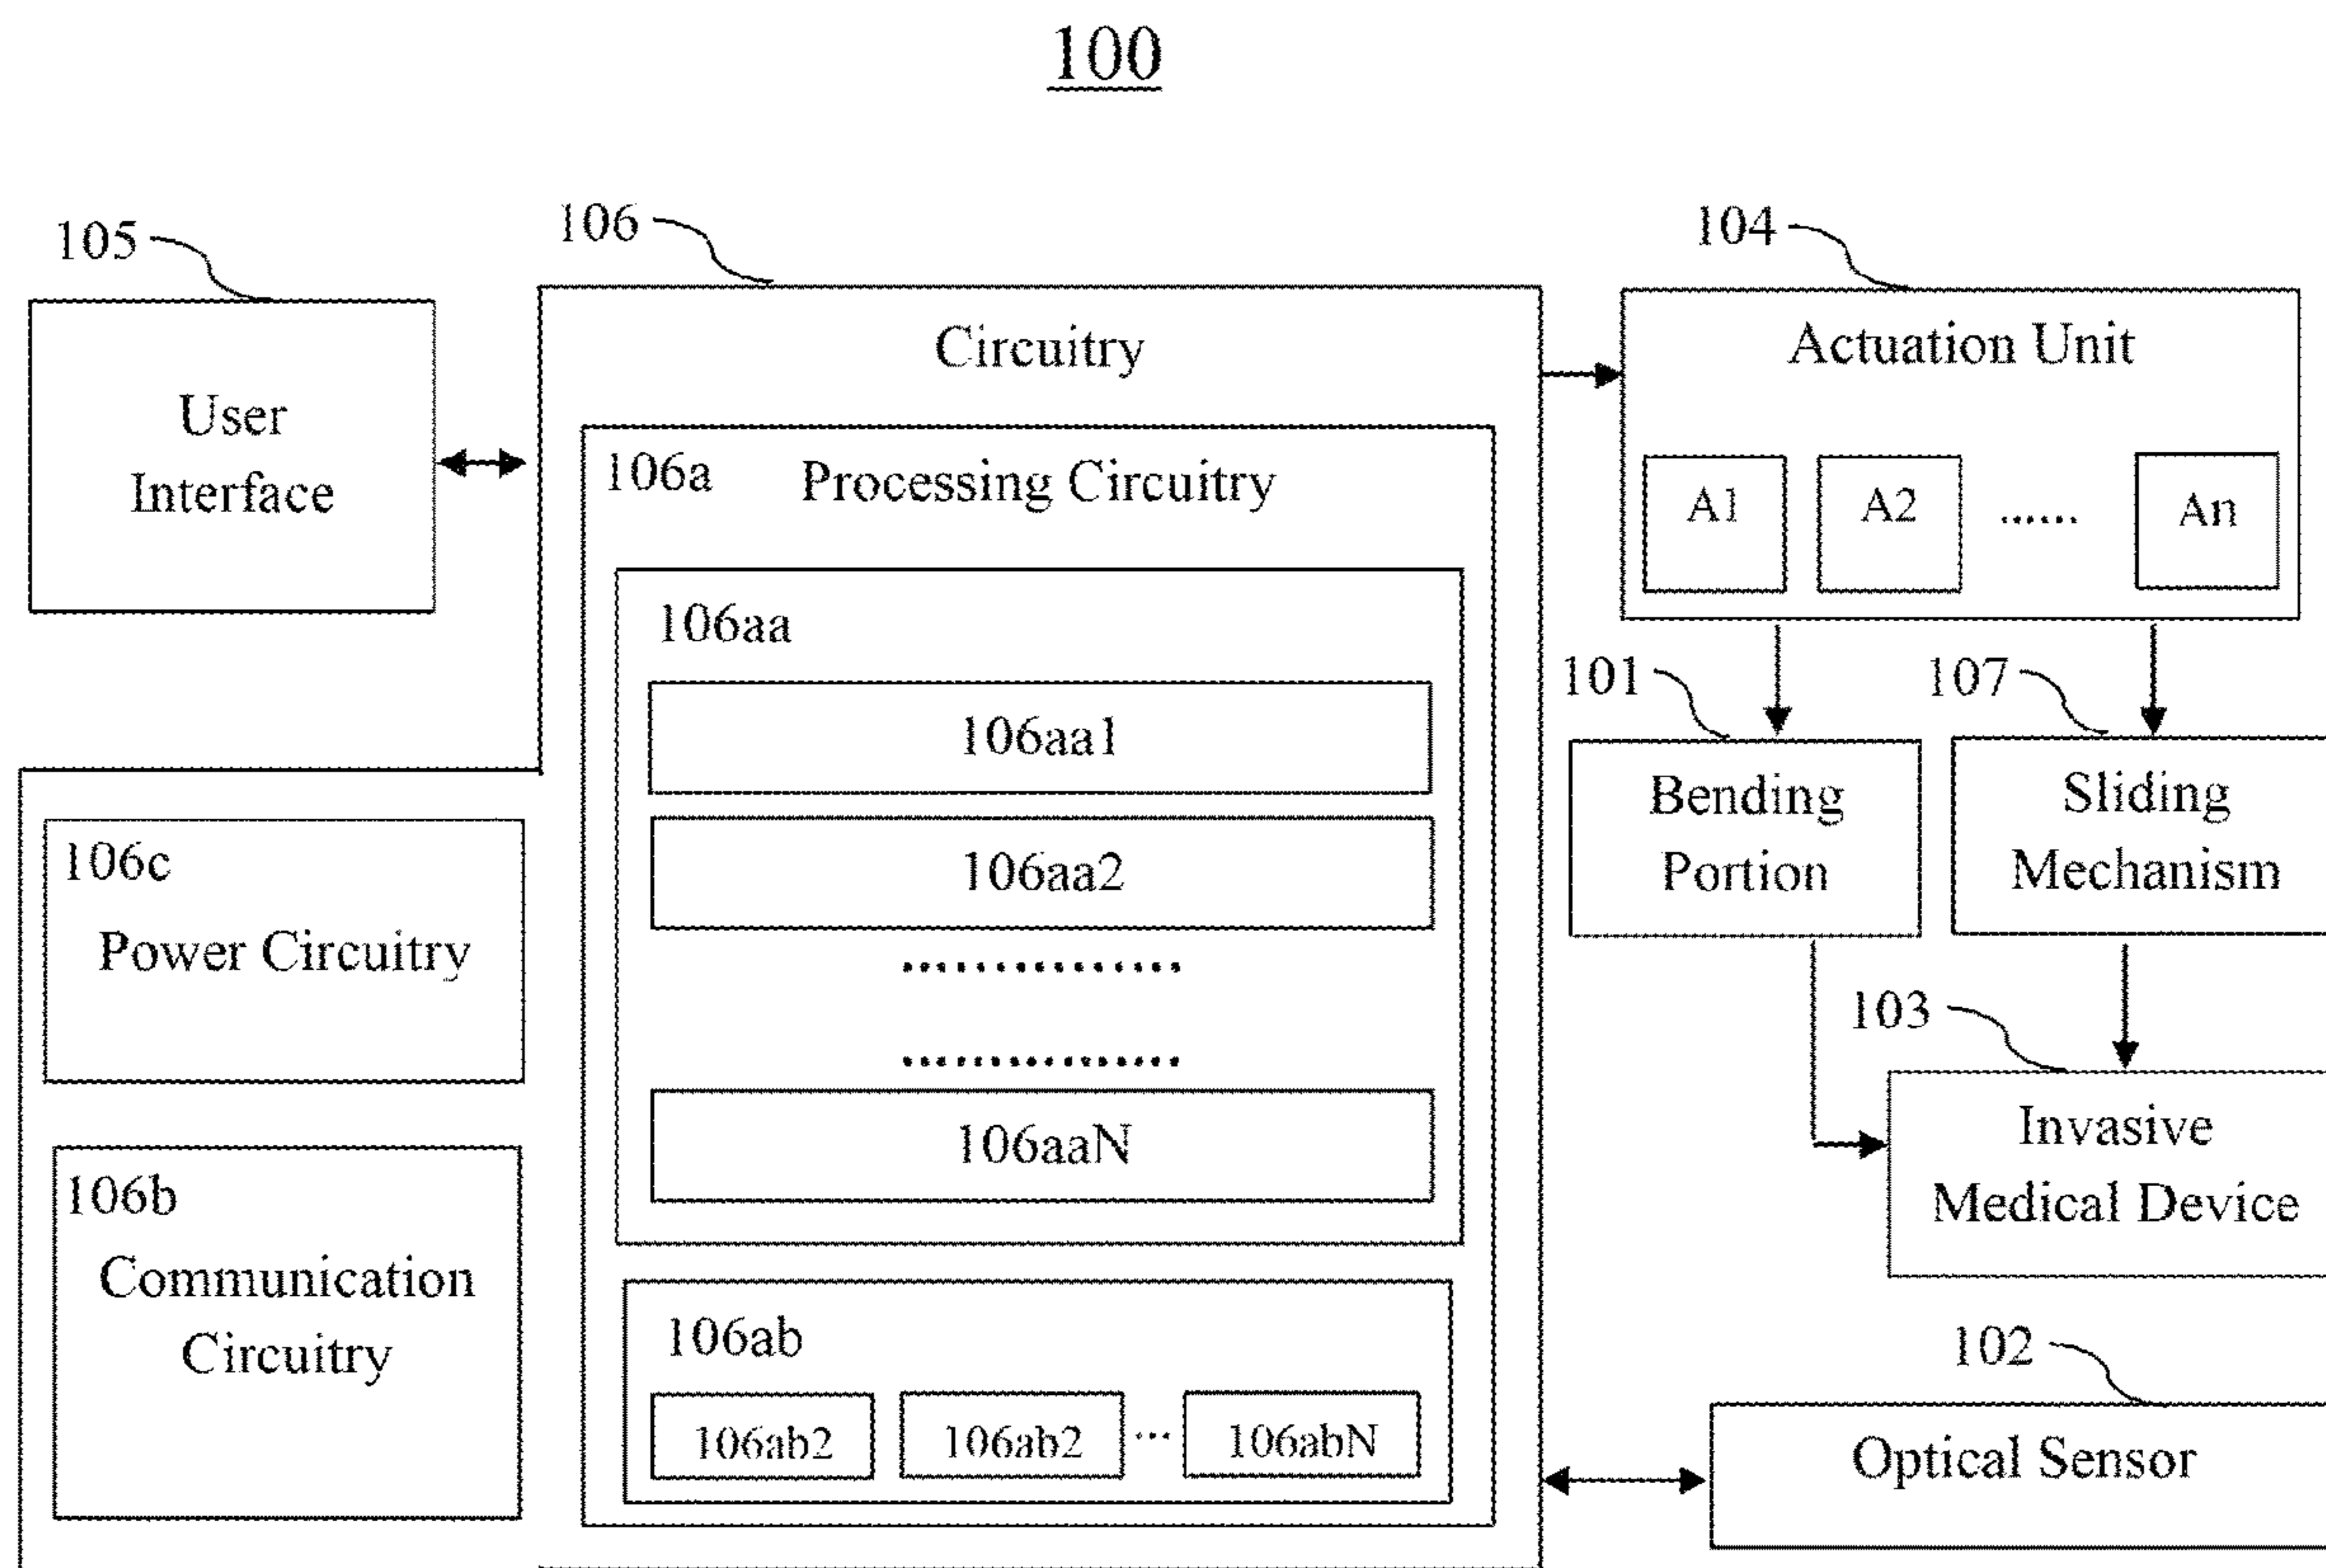 100
105
106
104
User
Interface
Circuitry
Actuation Unit
A1
A2
......
An
106a
Processing Circuitry
106aa
106aa1
106aa2
................
................
106aaN
106ab
106ab2
106ab2
...
106abN
101
107
Bending
Portion
Sliding
Mechanism
106c
Power Circuitry
106b
Communication
Circuitry
103
Invasive
Medical Device
102
Optical Sensor